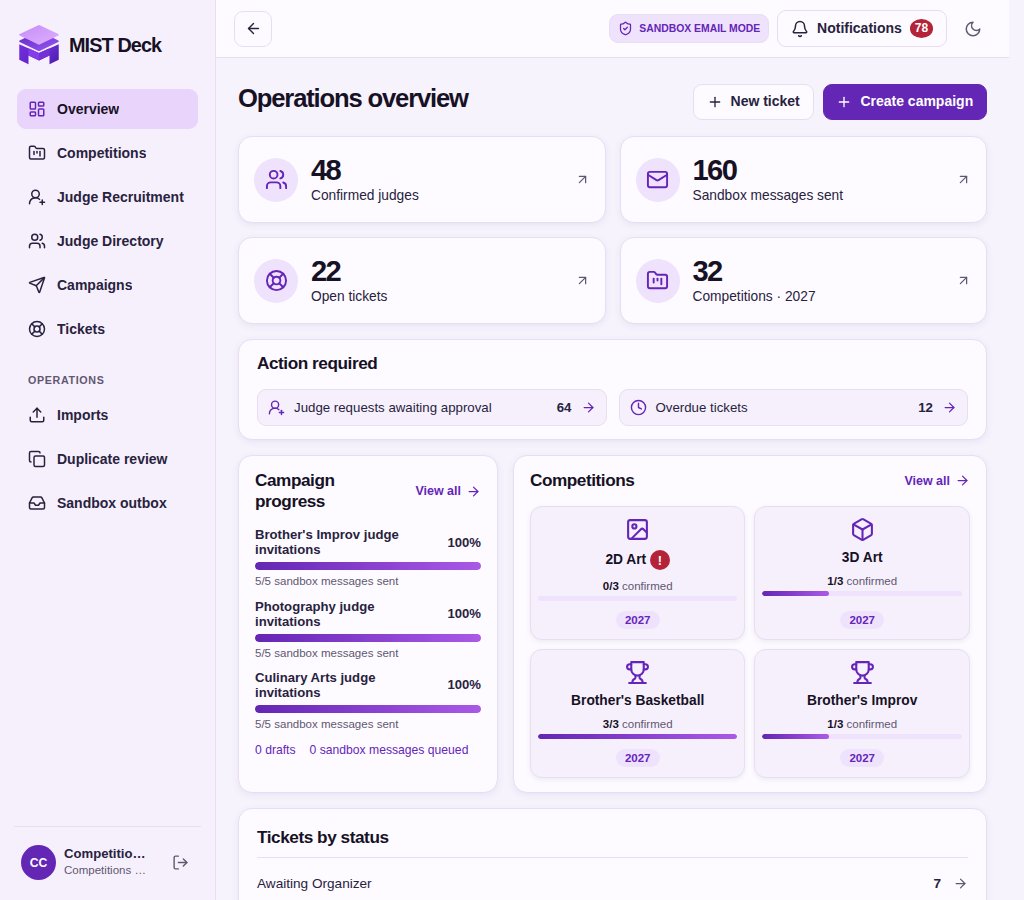 MIST Deck
Overview
Competitions
Judge Recruitment
Judge Directory
Campaigns
Tickets
OPERATIONS
Imports
Duplicate review
Sandbox outbox
CC
Competitio…
Competitions …
SANDBOX EMAIL MODE
Notifications 78
Operations overview
New ticket
Create campaign
48
Confirmed judges
160
Sandbox messages sent
22
Open tickets
32
Competitions · 2027
Action required
Judge requests awaiting approval 64
Overdue tickets 12
Campaign
progress
View all
Brother's Improv judge
invitations
100%
5/5 sandbox messages sent
Photography judge
invitations
100%
5/5 sandbox messages sent
Culinary Arts judge
invitations
100%
5/5 sandbox messages sent
0 drafts 0 sandbox messages queued
Competitions
View all
2D Art !
0/3 confirmed
2027
3D Art
1/3 confirmed
2027
Brother's Basketball
3/3 confirmed
2027
Brother's Improv
1/3 confirmed
2027
Tickets by status
Awaiting Organizer 7